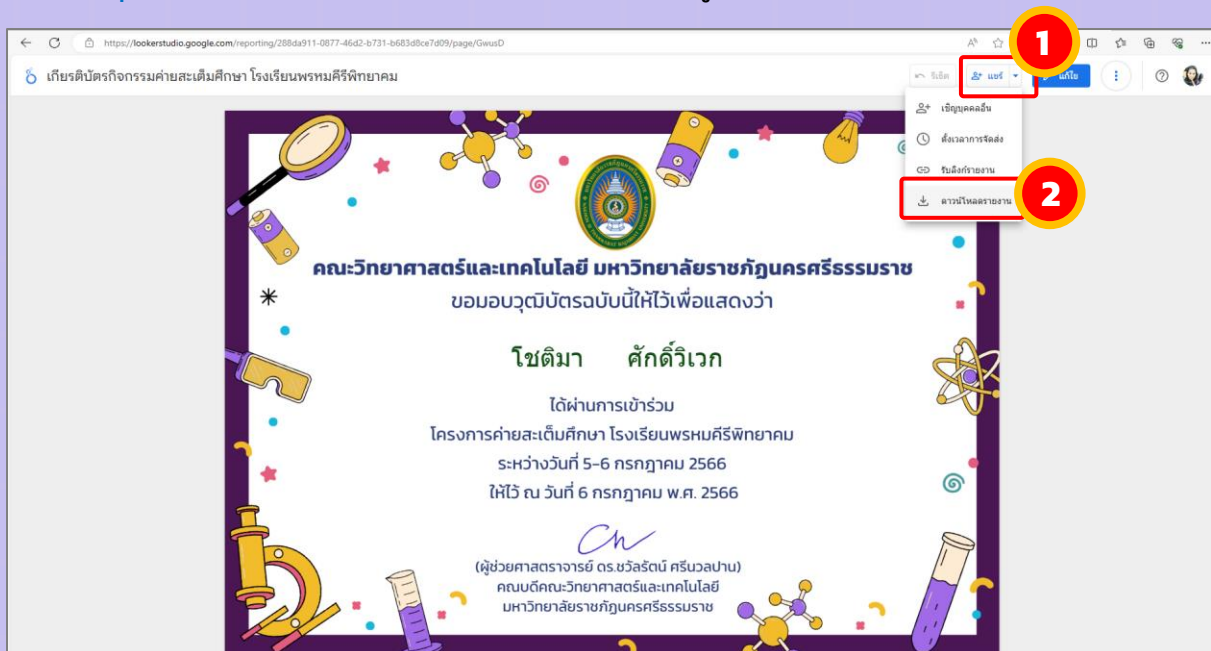 https://lookerstudio.google.com/reporting/288da911-0877-46d2-b731-b683d8ce7d09/page/GwusD
เกียรติบัตรกิจกรรมค่ายสะเต็มศึกษา โรงเรียนพรหมคีรีพิทยาคม
รีเซ็ต
แชร์
แก้ไข
1
เชิญบุคคลอื่น
ตั้งเวลาการจัดส่ง
รับลิงก์รายงาน
ดาวน์โหลดรายงาน
2
คณะวิทยาศาสตร์และเทคโนโลยี มหาวิทยาลัยราชภัฏนครศรีธรรมราช
ขอมอบวุฒิบัตรฉบับนี้ให้ไว้เพื่อแสดงว่า
โชติมา ศักดิ์วิเวก
ได้ผ่านการเข้าร่วม
โครงการค่ายสะเต็มศึกษา โรงเรียนพรหมคีรีพิทยาคม
ระหว่างวันที่ 5-6 กรกฎาคม 2566
ให้ไว้ ณ วันที่ 6 กรกฎาคม พ.ศ. 2566
(ผู้ช่วยศาสตราจารย์ ดร.ชวัลรัตน์ ศรีนวลปาน)
คณบดีคณะวิทยาศาสตร์และเทคโนโลยี
มหาวิทยาลัยราชภัฏนครศรีธรรมราช